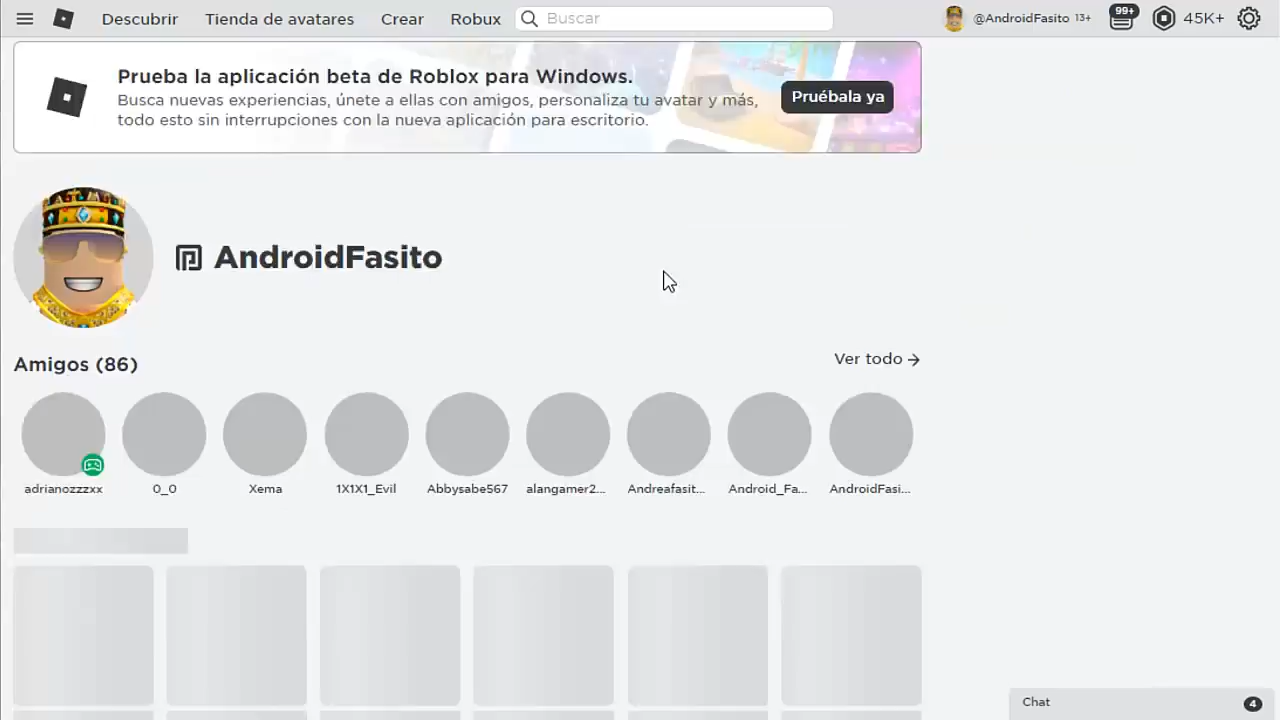 Descubrir Tienda de avatares Crear Robux Buscar @AndroidFasito 13+ 99+ 45K+
Prueba la aplicación beta de Roblox para Windows.
Busca nuevas experiencias, únete a ellas con amigos, personaliza tu avatar y más,
todo esto sin interrupciones con la nueva aplicación para escritorio.
Pruébala ya
AndroidFasito
Amigos (86)
Ver todo
adrianozzzxx 0_0 Xema 1X1X1_Evil Abbysabe567 alangamer2... Andreafasit... Android_Fa... AndroidFasi...
Chat 4